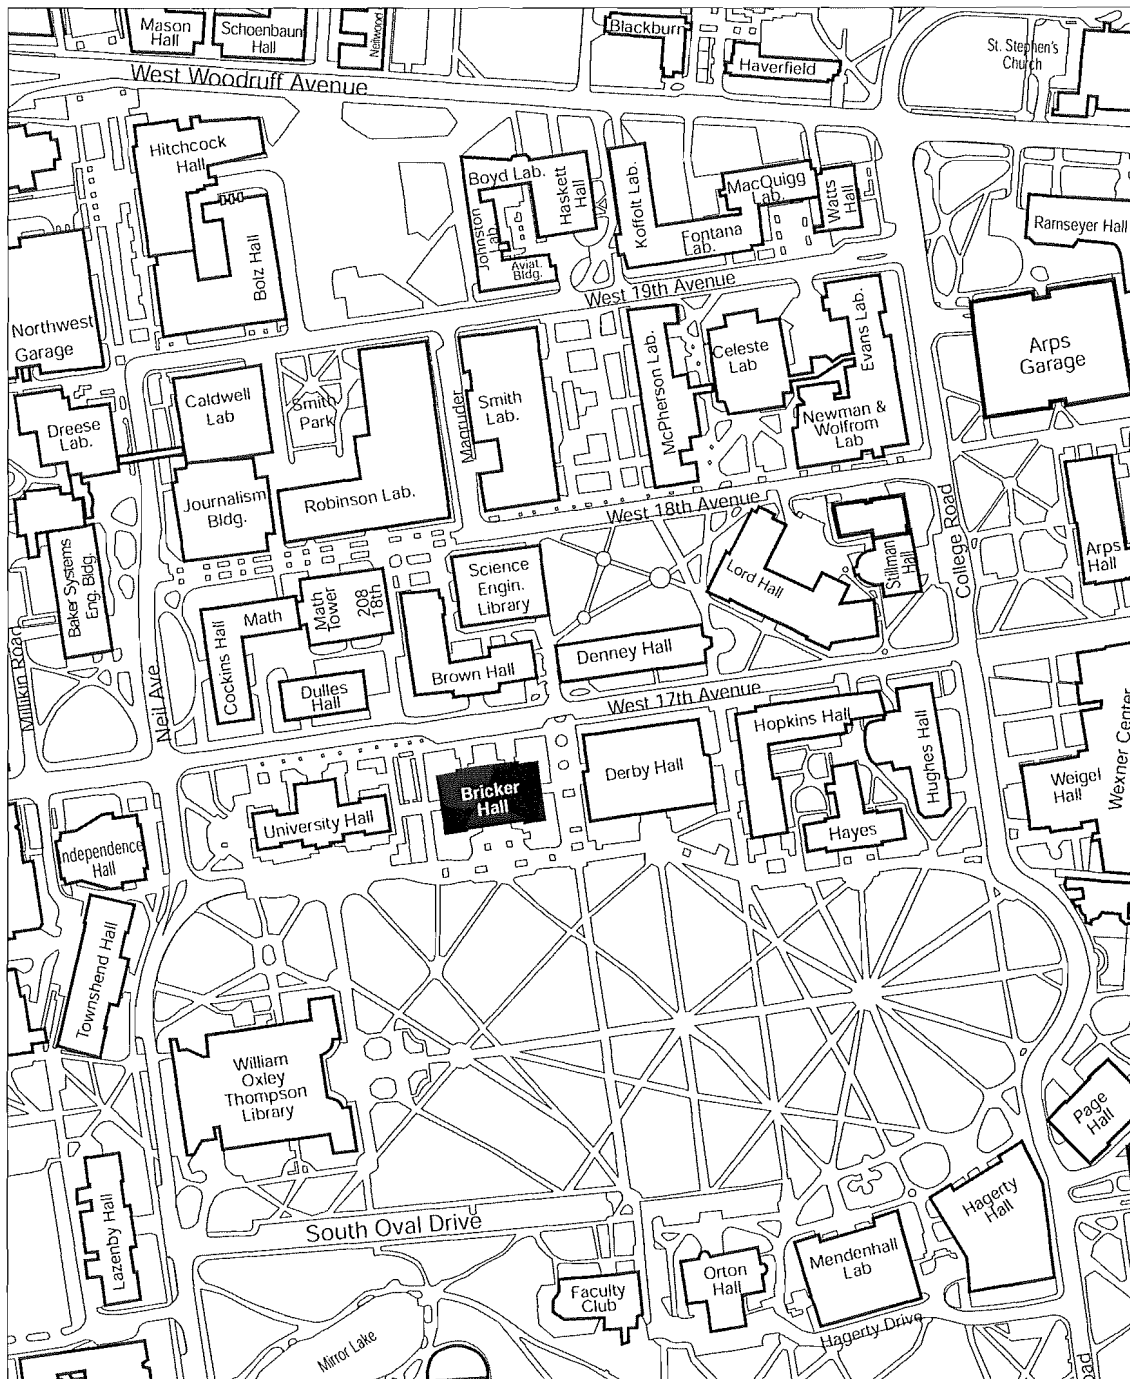 Mason
Hall
Schoenbaum
Hall
Neilwood
Blackburn
Haverfield
St. Stephen's
Church
West Woodruff Avenue
Hitchcock
Hall
Boyd Lab.
Haskett
Hall
Johnston
Lab.
Aviat.
Bldg.
Koffolt Lab.
MacQuigg
Lab.
Watts
Hall
Fontana
Lab.
Ramseyer Hall
Bolz Hall
West 19th Avenue
Northwest
Garage
Caldwell
Lab
Smith
Park
Magruder
Smith
Lab.
McPherson Lab.
Celeste
Lab
Evans Lab.
Newman &
Wolfrom
Lab
Arps
Garage
Dreese
Lab.
Journalism
Bldg.
Robinson Lab.
West 18th Avenue
College Road
Arps
Hall
Baker Systems
Eng. Bldg.
Science
Engin.
Library
Lord Hall
Stillman
Hall
Math
Math
Tower
208
18th
Cockins Hall
Dulles
Hall
Brown Hall
Denney Hall
Millikin Road
Neil Ave.
West 17th Avenue
Hopkins Hall
Hughes Hall
Derby Hall
Bricker
Hall
University Hall
Hayes
Weigel
Hall
Wexner Center
ndependence
Hall
Townshend Hall
William
Oxley
Thompson
Library
Page
Hall
Lazenby Hall
South Oval Drive
Hagerty
Hall
Mendenhall
Lab
Orton
Hall
Faculty
Club
Hagerty Drive
Mirror Lake
oad